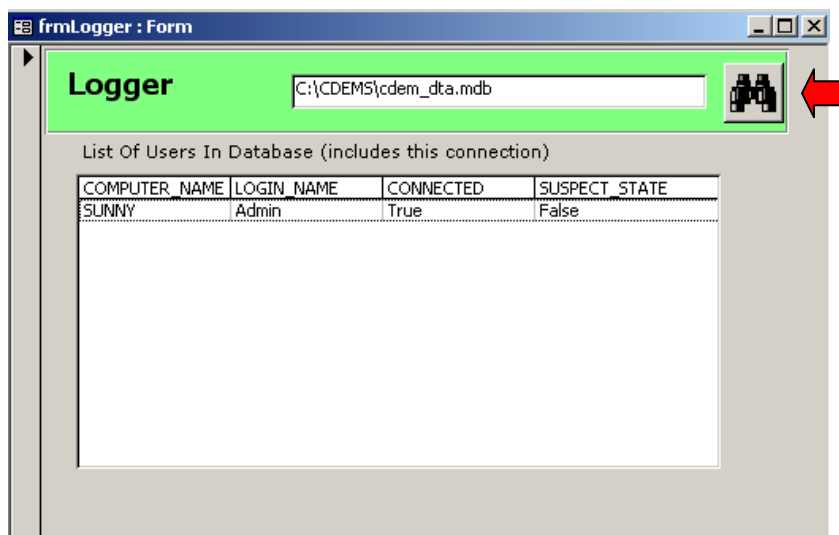 frmLogger : Form
Logger
C:\CDEMS\cdem_dta.mdb
List Of Users In Database (includes this connection)
COMPUTER_NAME LOGIN_NAME CONNECTED SUSPECT_STATE
SUNNY Admin True False